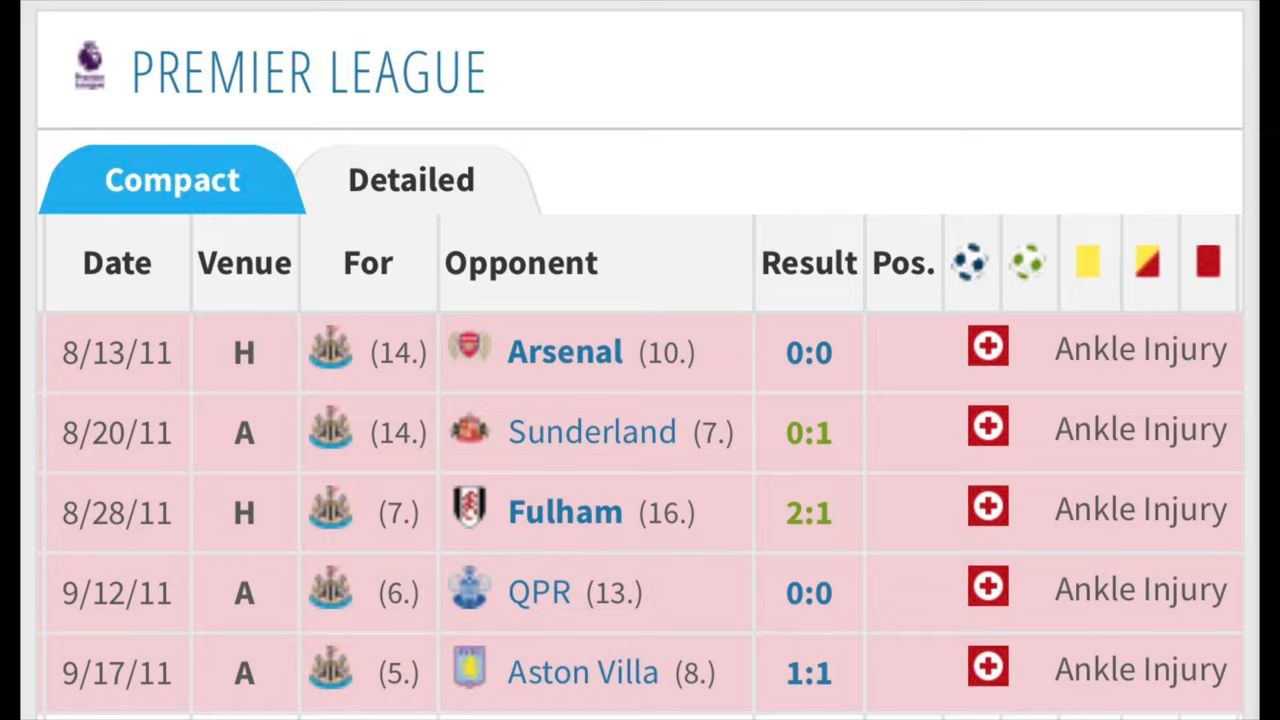 PREMIER LEAGUE
Compact Detailed
Date Venue For Opponent Result Pos.
8/13/11 H (14.) Arsenal (10.) 0:0 Ankle Injury
8/20/11 A (14.) Sunderland (7.) 0:1 Ankle Injury
8/28/11 H (7.) Fulham (16.) 2:1 Ankle Injury
9/12/11 A (6.) QPR (13.) 0:0 Ankle Injury
9/17/11 A (5.) Aston Villa (8.) 1:1 Ankle Injury